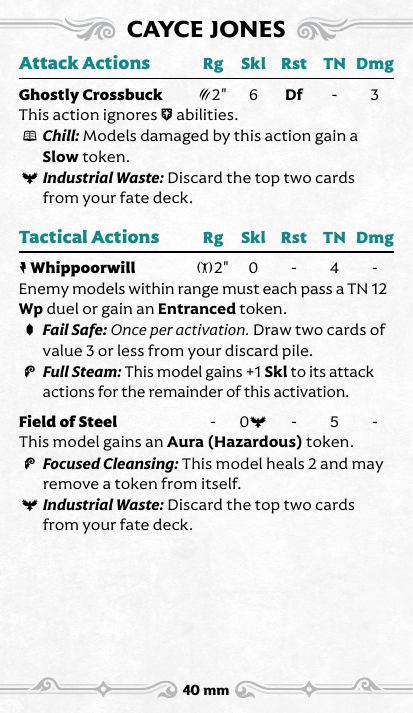 CAYCE JONES
Attack Actions Rg Skl Rst TN Dmg
Ghostly Crossbuck 2" 6 Df - 3
This action ignores abilities.
Chill: Models damaged by this action gain a
Slow token.
Industrial Waste: Discard the top two cards
from your fate deck.
Tactical Actions Rg Skl Rst TN Dmg
Whippoorwill 2" 0 - 4 -
Enemy models within range must each pass a TN 12
Wp duel or gain an Entranced token.
Fail Safe: Once per activation. Draw two cards of
value 3 or less from your discard pile.
Full Steam: This model gains +1 Skl to its attack
actions for the remainder of this activation.
Field of Steel - 0 - 5 -
This model gains an Aura (Hazardous) token.
Focused Cleansing: This model heals 2 and may
remove a token from itself.
Industrial Waste: Discard the top two cards
from your fate deck.
40 mm